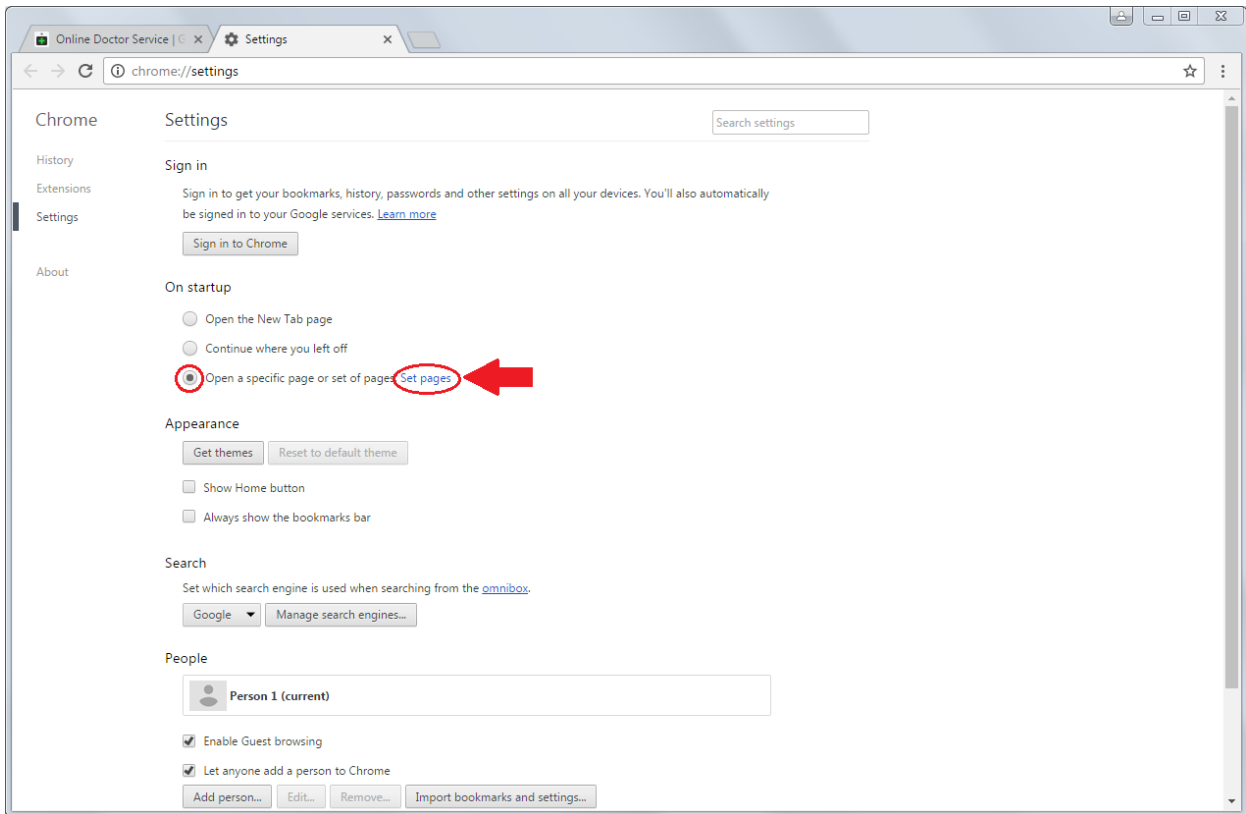 Online Doctor Service | G
Settings
chrome://settings
Chrome
Settings
Search settings
History
Extensions
Settings
About
Sign in
Sign in to get your bookmarks, history, passwords and other settings on all your devices. You'll also automatically
be signed in to your Google services. Learn more
Sign in to Chrome
On startup
Open the New Tab page
Continue where you left off
Open a specific page or set of pages Set pages
Appearance
Get themes Reset to default theme
Show Home button
Always show the bookmarks bar
Search
Set which search engine is used when searching from the omnibox.
Google Manage search engines...
People
Person 1 (current)
Enable Guest browsing
Let anyone add a person to Chrome
Add person... Edit... Remove... Import bookmarks and settings...